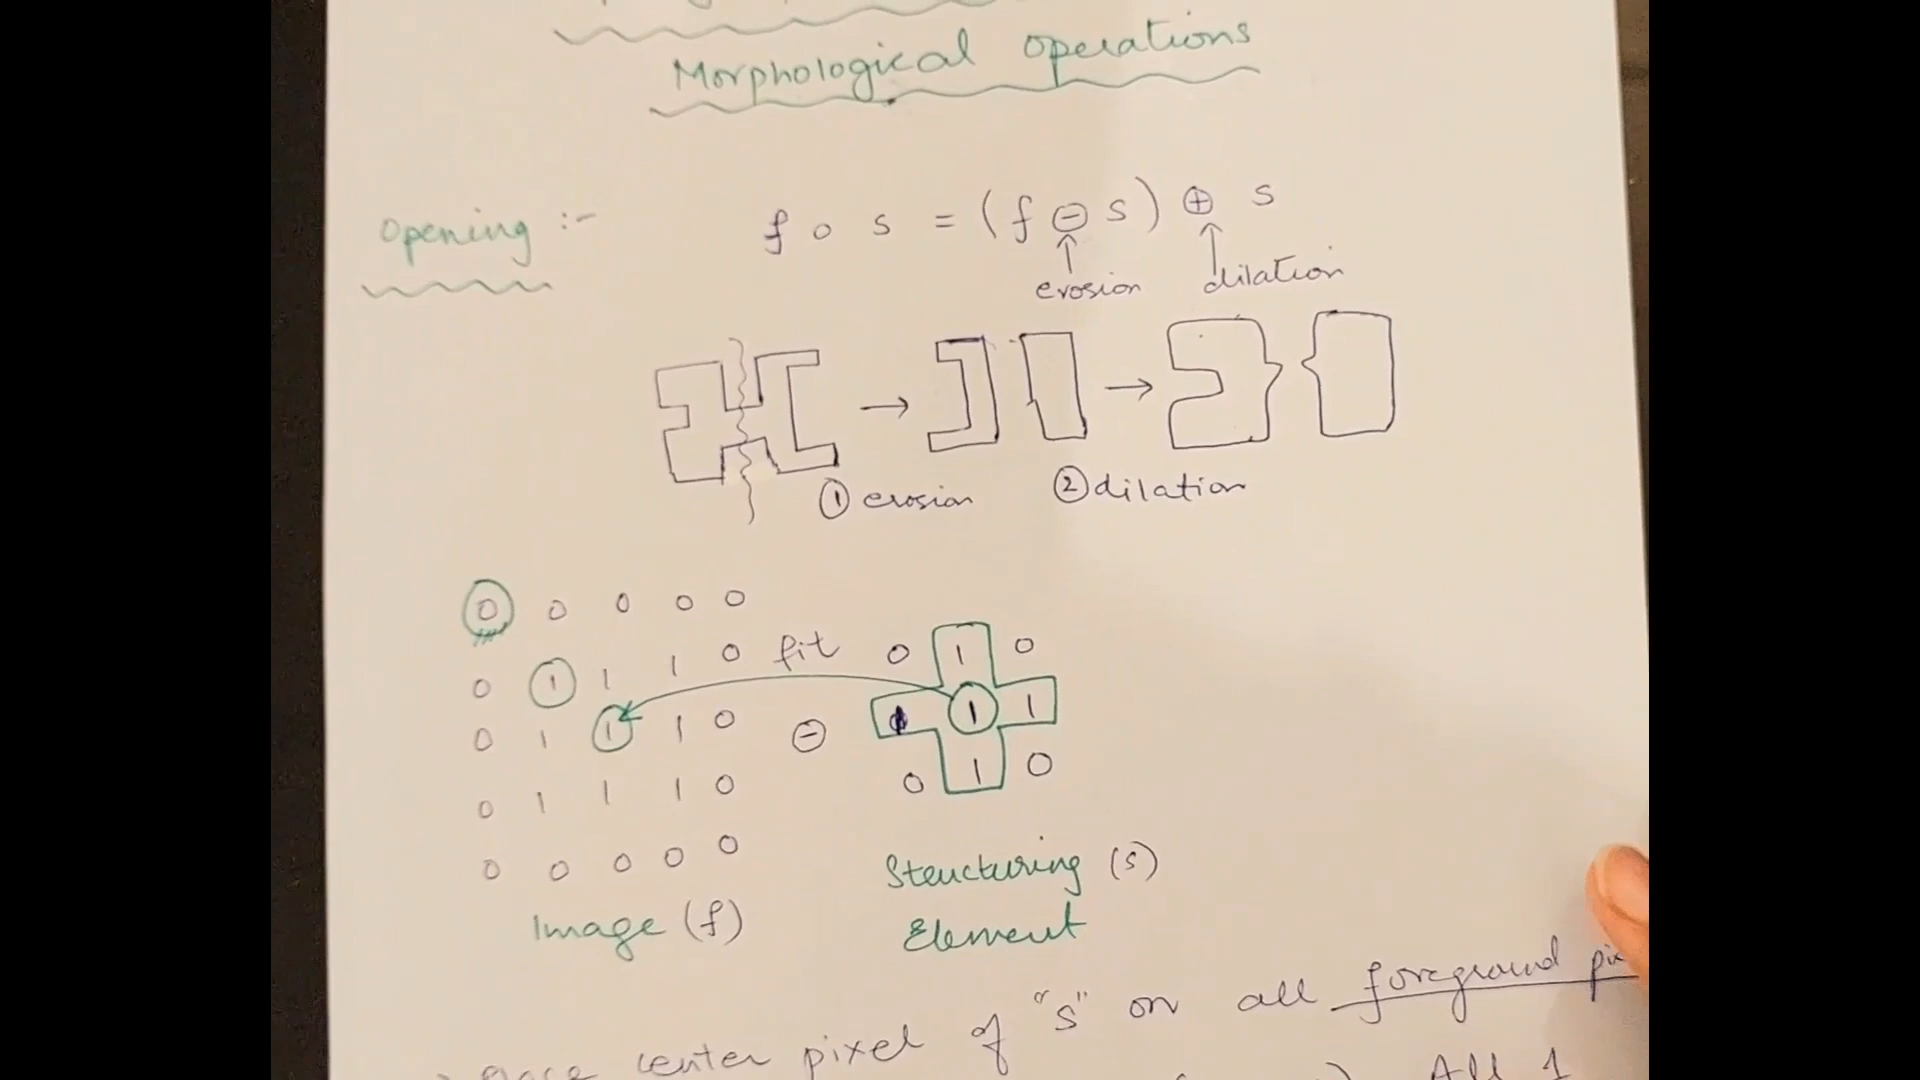 Morphological operations
Opening :-
f o s = (f ⊖ s) ⊕ s
↑ ↑
erosion dilation
→ →
① erosion ② dilation
0 0 0 0 0
0 1 1 1 0 fit 0 1 0
0 1 1 1 0 ⊖ 1 1 1
0 1 1 1 0 0 1 0
0 0 0 0 0
Image (f)
Structuring (s)
Element
center pixel of "s" on all foreground
All 1